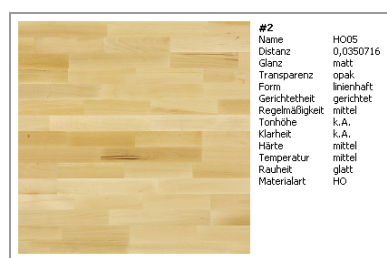 #2
Name HO05
Distanz 0,0350716
Glanz matt
Transparenz opak
Form linienhaft
Gerichtetheit gerichtet
Regelmäßigkeit mittel
Tonhöhe k.A.
Klarheit k.A.
Härte mittel
Temperatur mittel
Rauheit glatt
Materialart HO